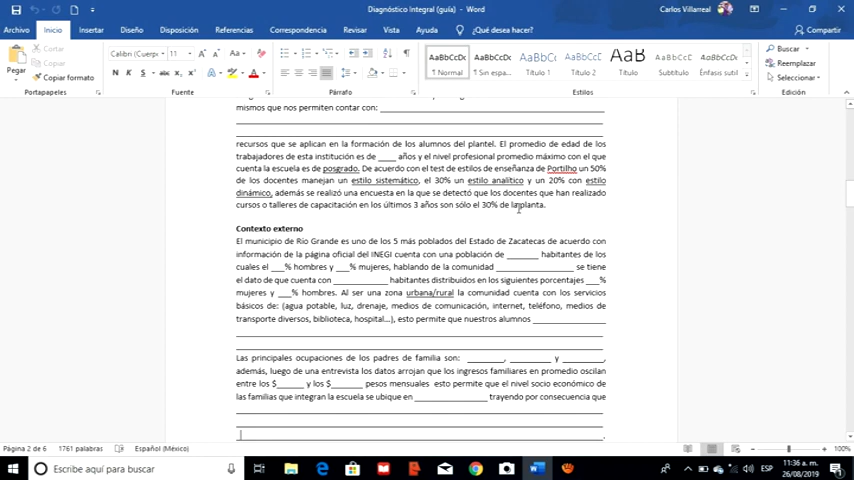 Diagnóstico Integral (guía) - Word
Carlos Villarreal
Archivo Inicio Insertar Diseño Disposición Referencias Correspondencia Revisar Vista Ayuda ¿Qué desea hacer? Compartir
Pegar
Cortar
Copiar
Copiar formato
Portapapeles
Calibri (Cuerpo) 11
Fuente
Párrafo
AaBbCcDc AaBbCcDc AaBbCc AaBbCcD AaB AaBbCcD AaBbCcDc
¶ Normal ¶ Sin espa... Título 1 Título 2 Título Subtítulo Énfasis sutil
Estilos
Buscar
Reemplazar
Seleccionar
Edición
mismos que nos permiten contar con: ____________
recursos que se aplican en la formación de los alumnos del plantel. El promedio de edad de los
trabajadores de esta institución es de ____ años y el nivel profesional promedio máximo con el que
cuenta la escuela es de posgrado. De acuerdo con el test de estilos de enseñanza de Portilho un 50%
de los docentes manejan un estilo sistemático, el 30% un estilo analítico y un 20% con estilo
dinámico, además se realizó una encuesta en la que se detectó que los docentes que han realizado
cursos o talleres de capacitación en los últimos 3 años son sólo el 30% de la planta.
Contexto externo
El municipio de Río Grande es uno de los 5 más poblados del Estado de Zacatecas de acuerdo con
información de la página oficial del INEGI cuenta con una población de _______ habitantes de los
cuales el ___% hombres y ___% mujeres, hablando de la comunidad ________________ se tiene
el dato de que cuenta con ____________ habitantes distribuidos en los siguientes porcentajes ___%
mujeres y ___% hombres. Al ser una zona urbana/rural la comunidad cuenta con los servicios
básicos de: (agua potable, luz, drenaje, medios de comunicación, internet, teléfono, medios de
transporte diversos, biblioteca, hospital...), esto permite que nuestros alumnos ________________
Las principales ocupaciones de los padres de familia son: ________, _________ y _________,
además, luego de una entrevista los datos arrojan que los ingresos familiares en promedio oscilan
entre los $______ y los $_______ pesos mensuales esto permite que el nivel socio económico de
las familias que integran la escuela se ubique en ________________ trayendo por consecuencia que
____________.
Página 2 de 6 1761 palabras Español (México) 100%
Escribe aquí para buscar
ESP
11:36 a. m.
26/08/2019